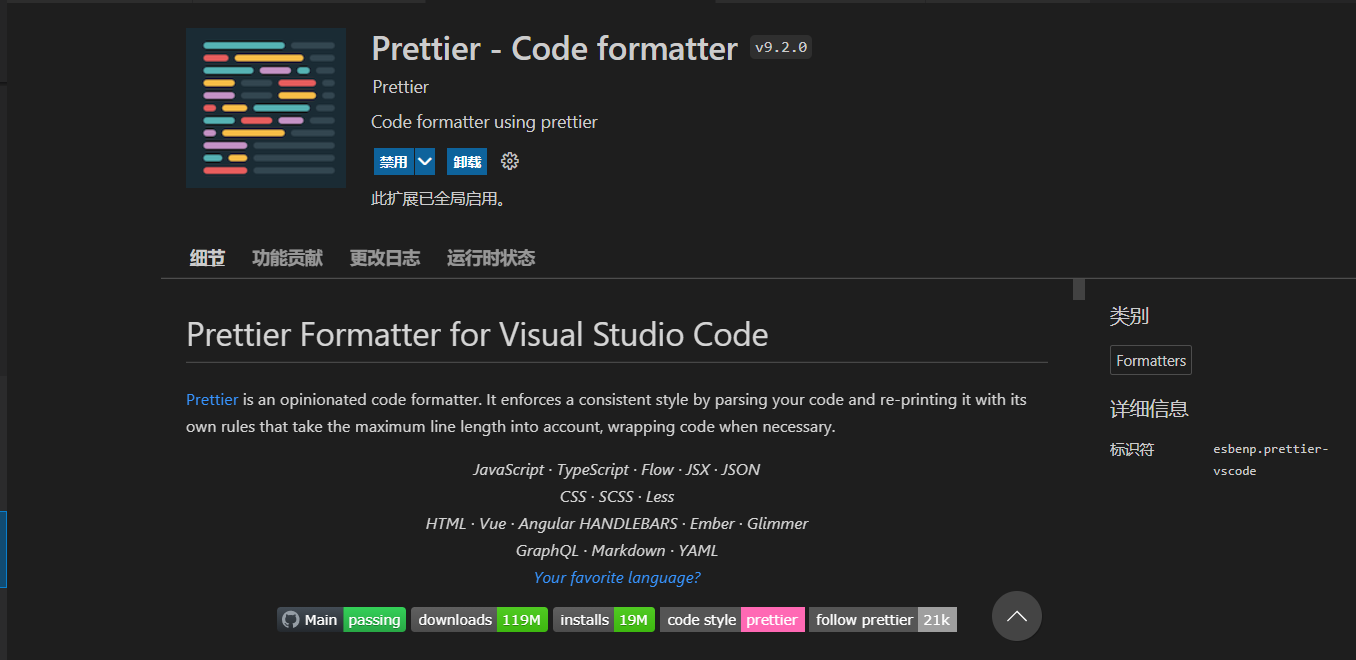 Prettier - Code formatter v9.2.0
Prettier
Code formatter using prettier
禁用 卸载
此扩展已全局启用。
细节 功能贡献 更改日志 运行时状态
Prettier Formatter for Visual Studio Code
Prettier is an opinionated code formatter. It enforces a consistent style by parsing your code and re-printing it with its
own rules that take the maximum line length into account, wrapping code when necessary.
JavaScript · TypeScript · Flow · JSX · JSON
CSS · SCSS · Less
HTML · Vue · Angular HANDLEBARS · Ember · Glimmer
GraphQL · Markdown · YAML
Your favorite language?
Main passing downloads 119M installs 19M code style prettier follow prettier 21k
类别
Formatters
详细信息
标识符 esbenp.prettier-
vscode